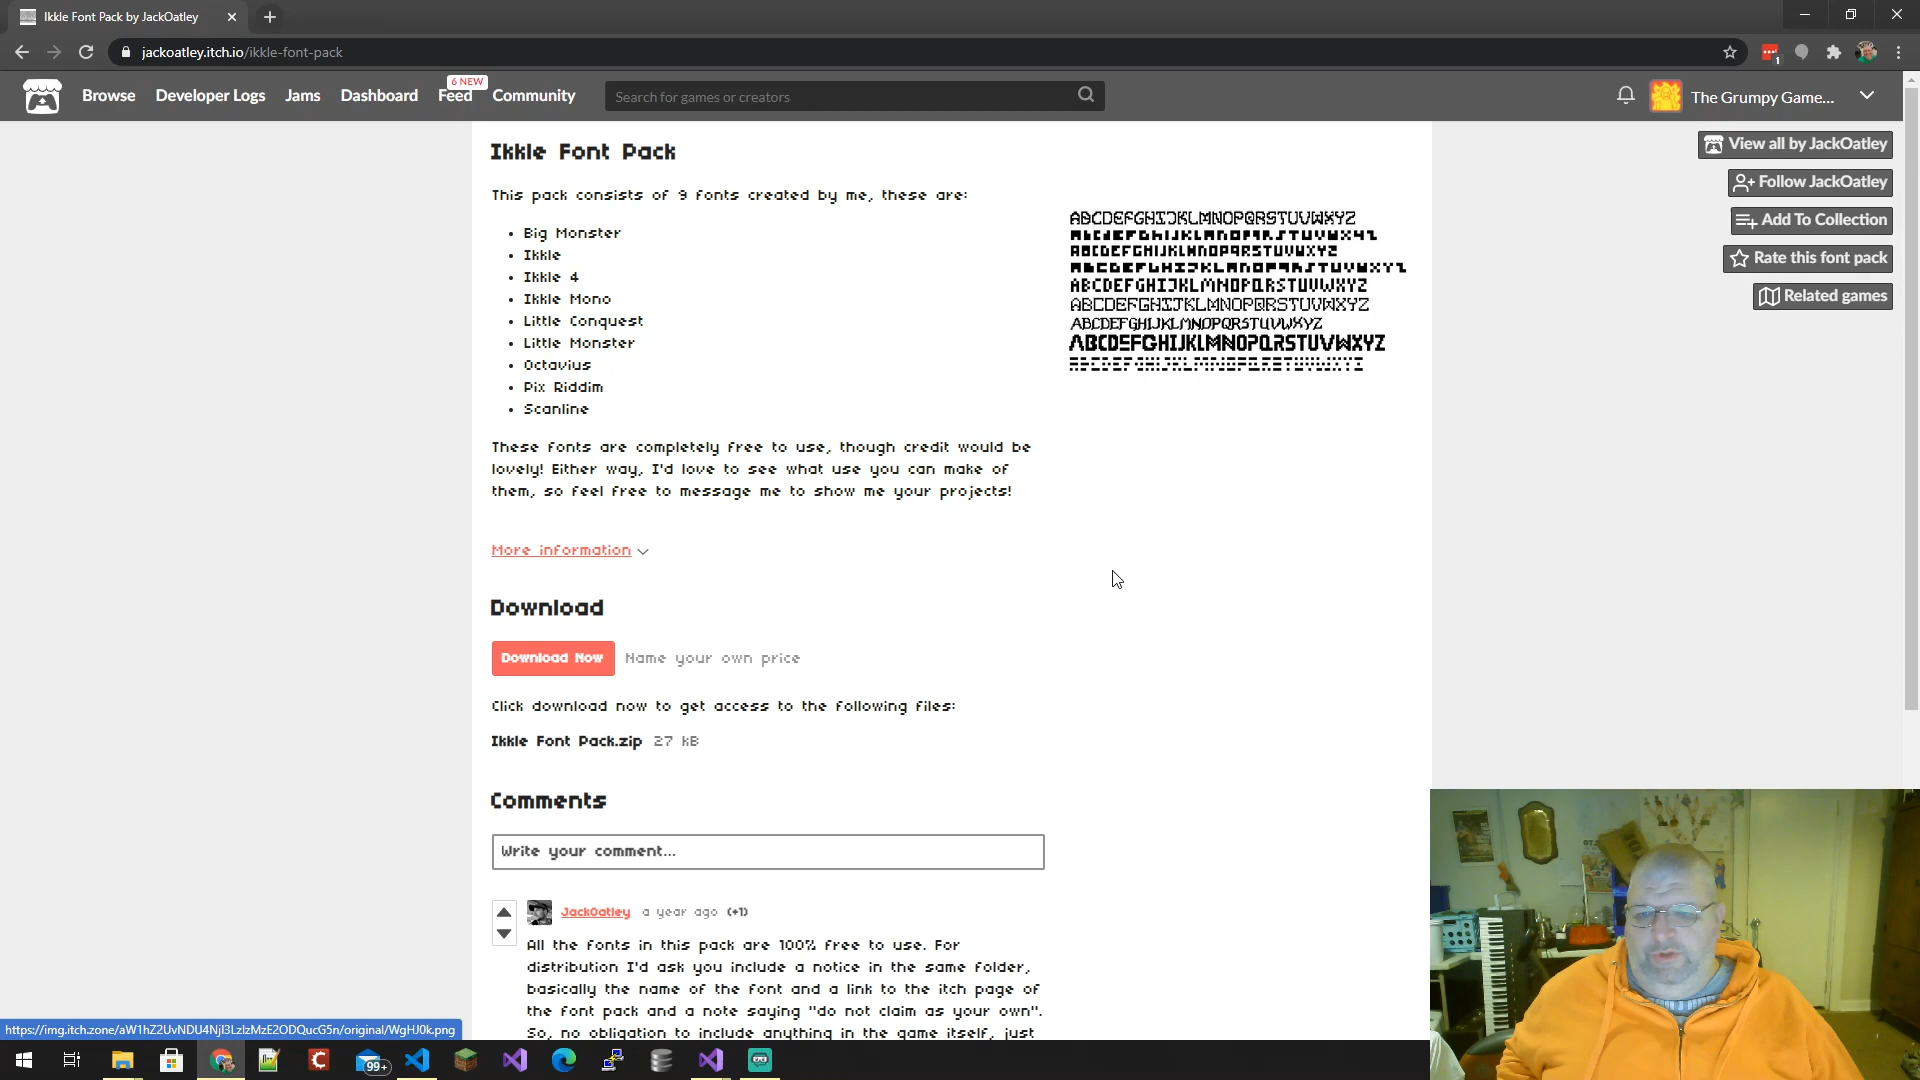 Ikkle Font Pack by JackOatley
jackoatley.itch.io/ikkle-font-pack
1
Browse
Developer Logs
Jams
Dashboard
Feed
6 NEW
Community
Search for games or creators
The Grumpy Game...
View all by JackOatley
Follow JackOatley
Add To Collection
Rate this font pack
Related games
Ikkle Font Pack
This pack consists of 9 fonts created by me, these are:
Big Monster
Ikkle
Ikkle 4
Ikkle Mono
Little Conquest
Little Monster
Octavius
Pix Riddim
Scanline
ABCDEFGHIJKLMNOPQRSTUVWXYZ
ABCDEFGHIJKLMNOPQRSTUVWXYZ
ABCDEFGHIJKLMNOPQRSTUVWXYZ
ABCDEFGHIJKLMNOPQRSTUVWXYZ
ABCDEFGHIJKLMNOPQRSTUVWXYZ
ABCDEFGHIJKLMNOPQRSTUVWXYZ
ABCDEFGHIJKLMNOPQRSTUVWXYZ
ABCDEFGHIJKLMNOPQRSTUVWXYZ
ABCDEFGHIJKLMNOPQRSTUVWXYZ
These fonts are completely free to use, though credit would be
lovely! Either way, I'd love to see what use you can make of
them, so feel free to message me to show me your projects!
More information
Download
Download Now
Name your own price
Click download now to get access to the following files:
Ikkle Font Pack.zip 27 kB
Comments
Write your comment...
JackOatley a year ago (+1)
All the fonts in this pack are 100% free to use. For
distribution I'd ask you include a notice in the same folder,
basically the name of the font and a link to the itch page of
the font pack and a note saying "do not claim as your own".
So, no obligation to include anything in the game itself, just
https://img.itch.zone/aW1hZ2UvNDU4NjI3LzIzMzE2ODQucG5n/original/WgHJ0k.png
99+